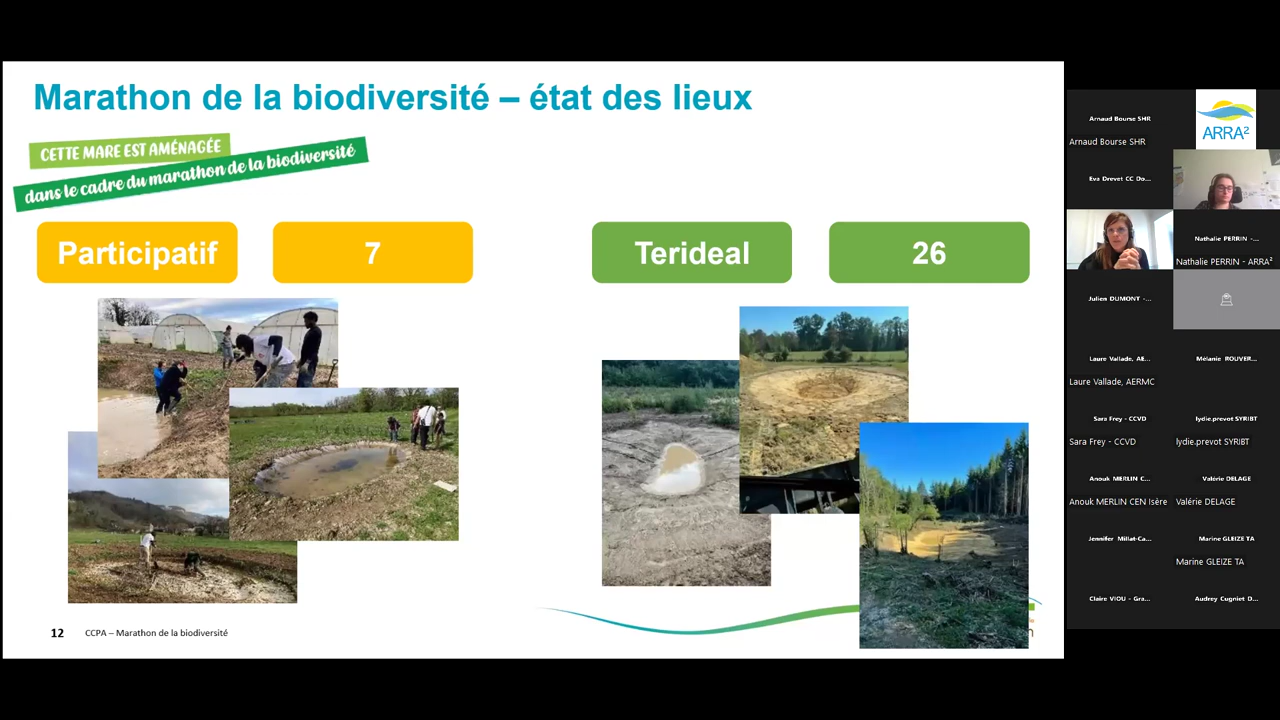 Marathon de la biodiversité – état des lieux
CETTE MARE EST AMÉNAGÉE
dans le cadre du marathon de la biodiversité
Participatif
7
Terideal
26
12
CCPA – Marathon de la biodiversité
Arnaud Bourse SHR
Arnaud Bourse SHR
ARRA²
Eva Drevet CC Do...
Nathalie PERRIN -...
Nathalie PERRIN - ARRA²
Julien DUMONT -...
Laure Vallade, AE...
Laure Vallade, AERMC
Mélanie ROUVER...
Sara Frey - CCVD
Sara Frey - CCVD
lydie.prevot SYRIBT
lydie.prevot SYRIBT
Anouk MERLIN C...
Anouk MERLIN CEN Isère
Valérie DELAGE
Valérie DELAGE
Jennifer Millat-Ca...
Marine GLEIZE TA
Marine GLEIZE TA
Claire VIOU - Gra...
Audrey Cugniet D...